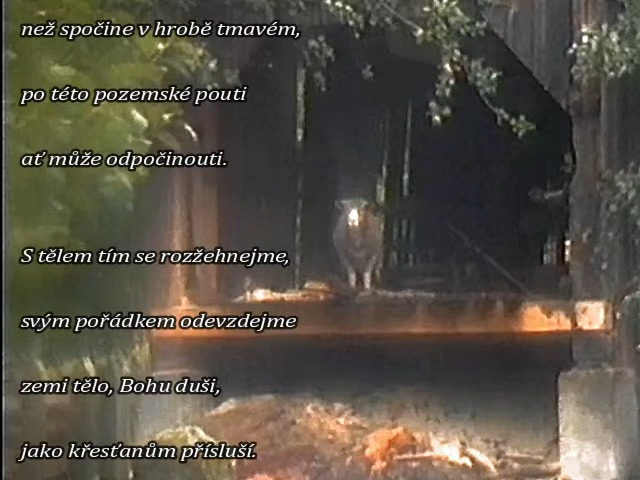 než spočine v hrobě tmavém,
po této pozemské pouti
ať může odpočinouti.
S tělem tím se rozžehnejme,
svým pořádkem odevzdejme
zemi tělo, Bohu duši,
jako křesťanům přísluší.